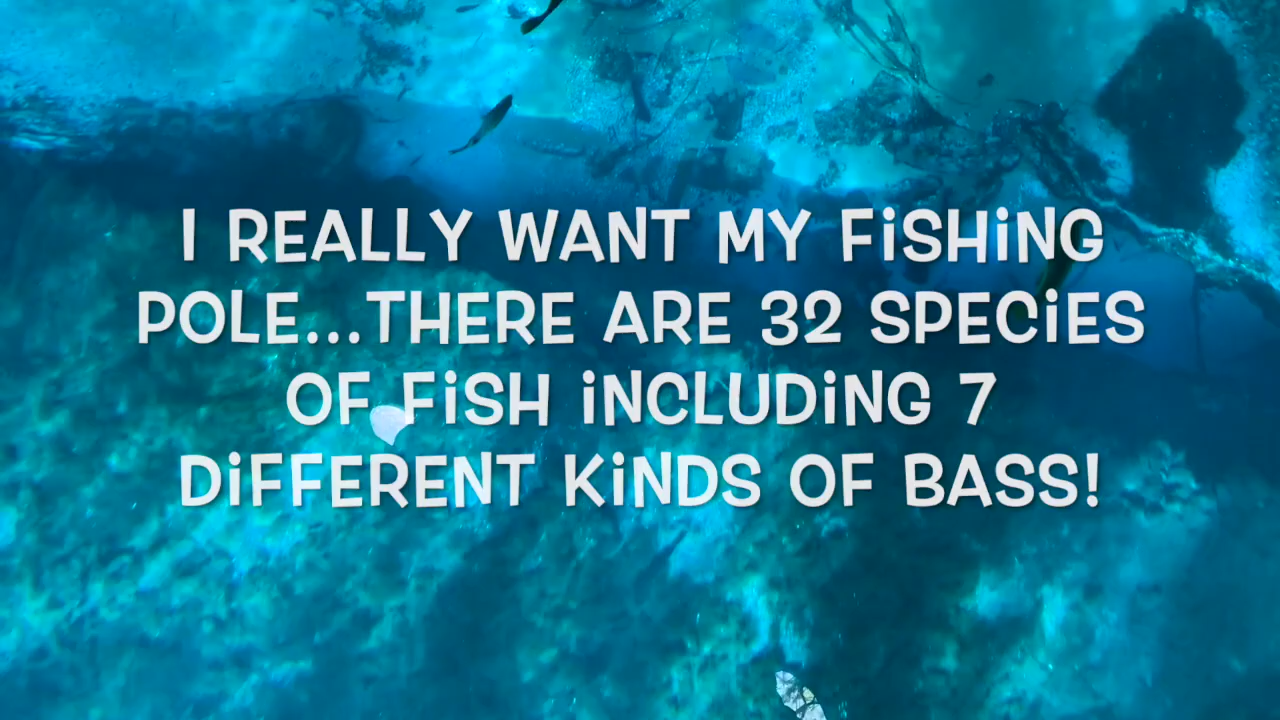 I REALLY WANT MY FISHING
POLE...THERE ARE 32 SPECIES
OF FISH INCLUDING 7
DIFFERENT KINDS OF BASS!